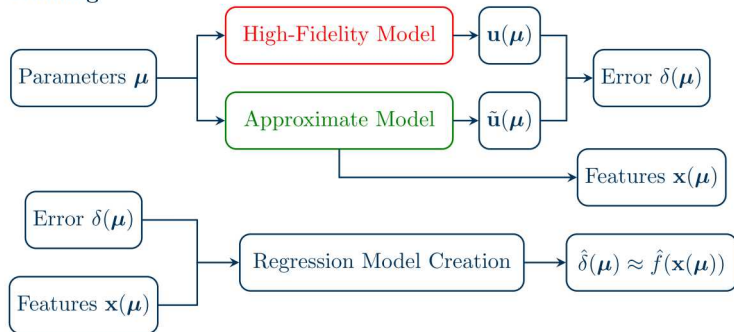 High-Fidelity Model
u(μ)
Parameters μ
Error δ(μ)
Approximate Model
ũ(μ)
Features x(μ)
Error δ(μ)
Regression Model Creation
δ̂(μ) ≈ f̂(x(μ))
Features x(μ)